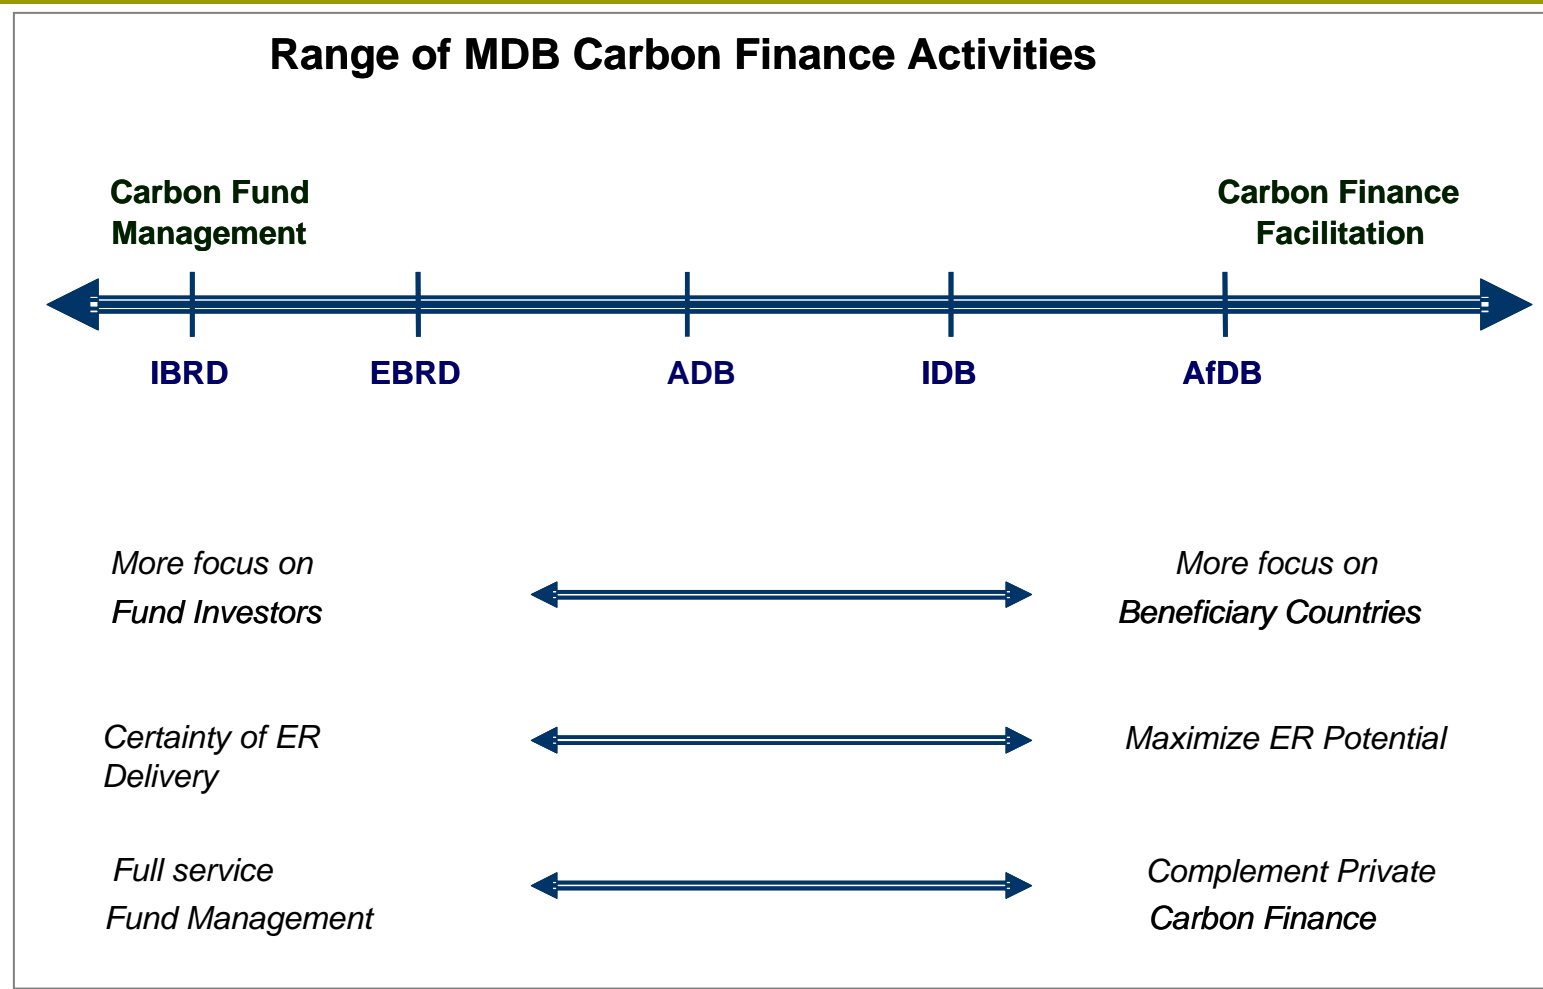 Range of MDB Carbon Finance Activities
Carbon Fund
Management
Carbon Finance
Facilitation
IBRD
EBRD
ADB
IDB
AfDB
More focus on
Fund Investors
More focus on
Beneficiary Countries
Certainty of ER
Delivery
Maximize ER Potential
Full service
Fund Management
Complement Private
Carbon Finance